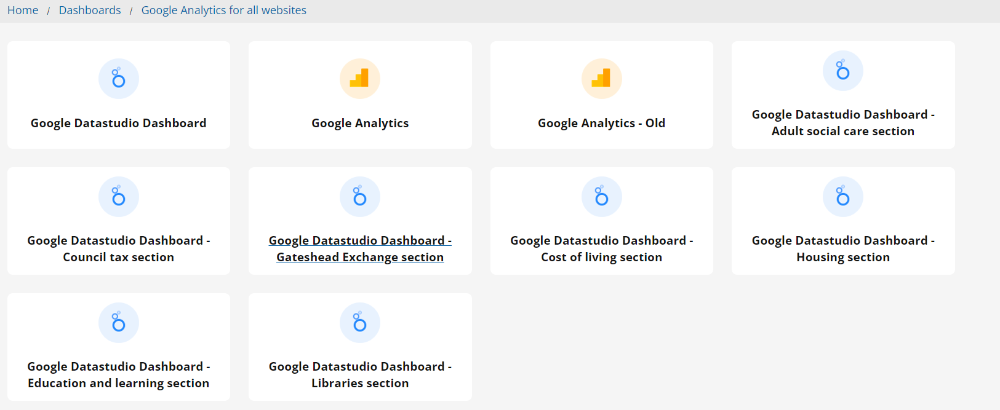 Home / Dashboards / Google Analytics for all websites
Google Datastudio Dashboard
Google Analytics
Google Analytics - Old
Google Datastudio Dashboard -
Adult social care section
Google Datastudio Dashboard -
Council tax section
Google Datastudio Dashboard -
Gateshead Exchange section
Google Datastudio Dashboard -
Cost of living section
Google Datastudio Dashboard -
Housing section
Google Datastudio Dashboard -
Education and learning section
Google Datastudio Dashboard -
Libraries section